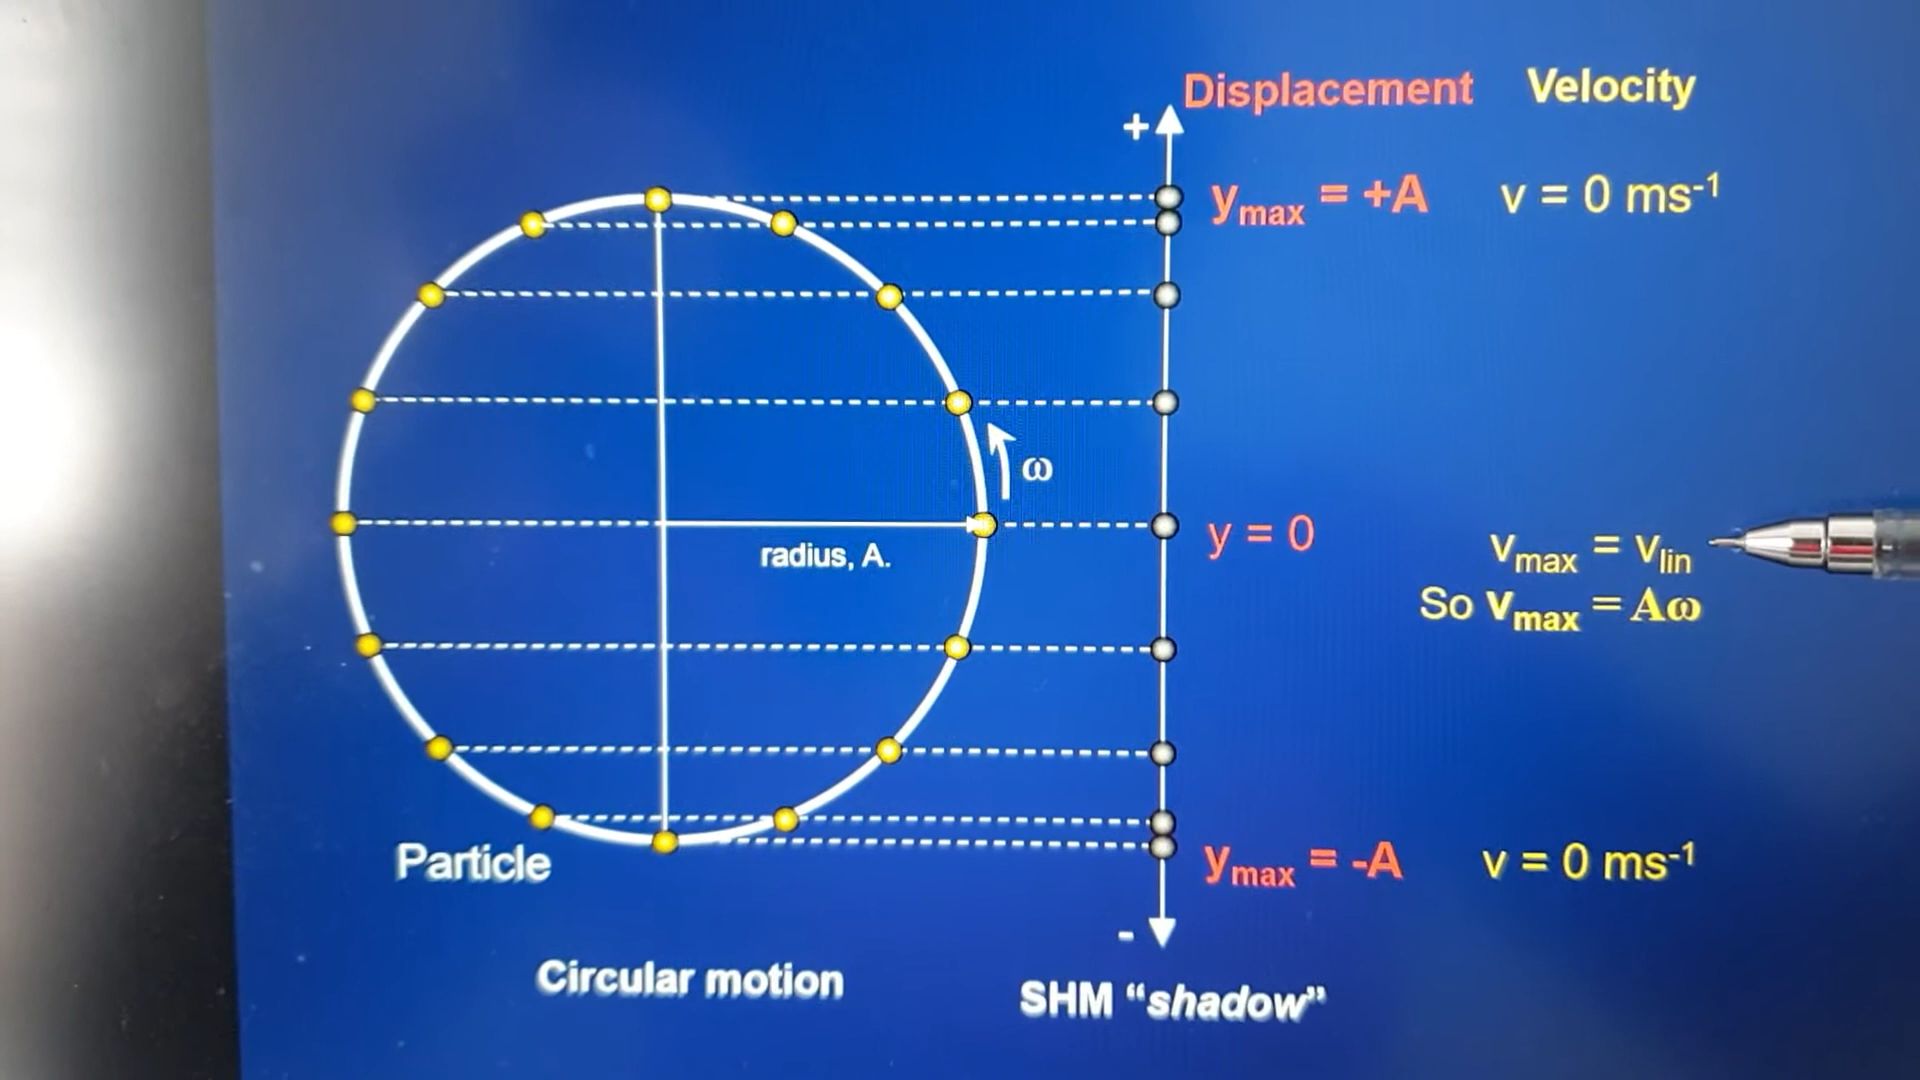 Displacement Velocity
+
yₘₐₓ = +A v = 0 ms⁻¹
ω
radius, A.
y = 0
vₘₐₓ = vₗᵢₙ
So vₘₐₓ = Aω
Particle
yₘₐₓ = -A v = 0 ms⁻¹
-
Circular motion
SHM “shadow”